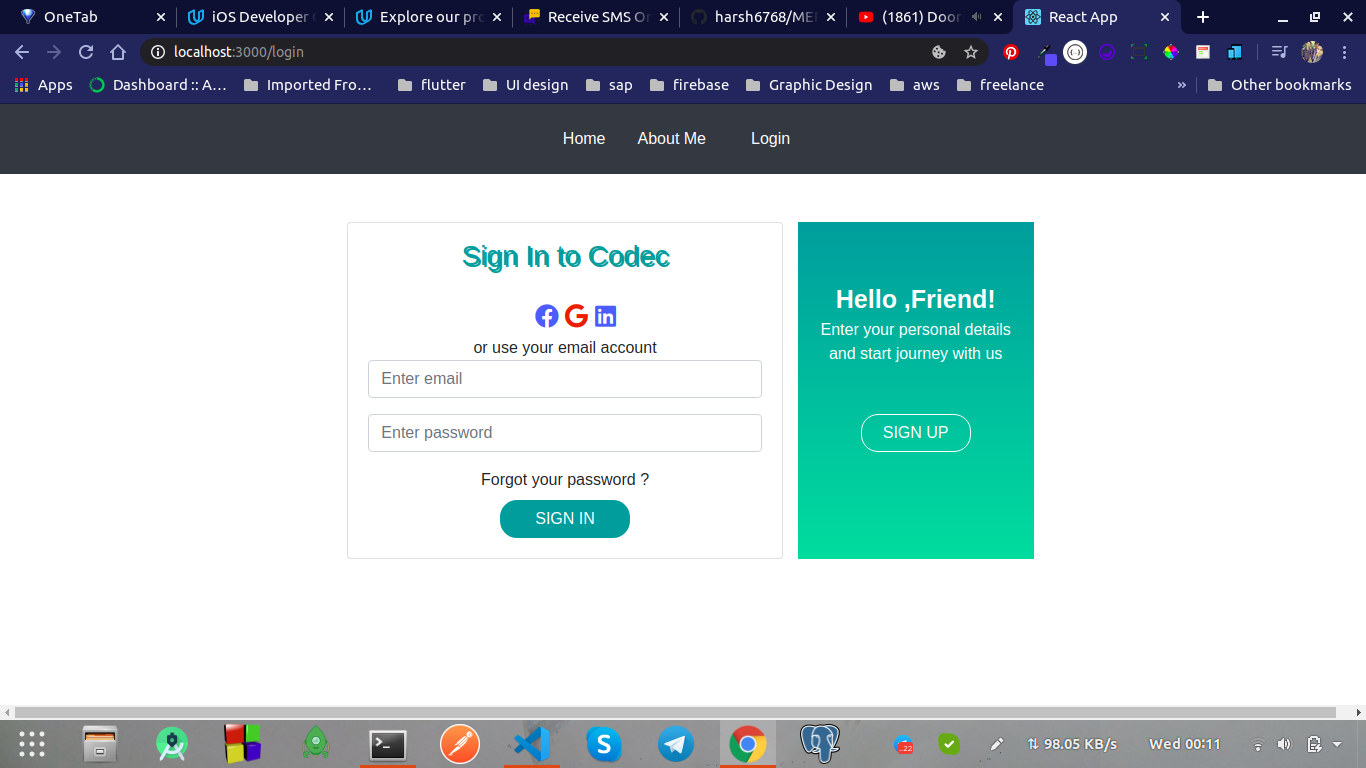 OneTab
iOS Developer
Explore our pro
Receive SMS On
harsh6768/MER
(1861) Door
React App
localhost:3000/login
Apps
Dashboard :: A...
Imported Fro...
flutter
UI design
sap
firebase
Graphic Design
aws
freelance
»
Other bookmarks
Home
About Me
Login
Sign In to Codec
or use your email account
Enter email
Enter password
Forgot your password ?
SIGN IN
Hello ,Friend!
Enter your personal details
and start journey with us
SIGN UP
..22
98.05 KB/s
Wed 00:11